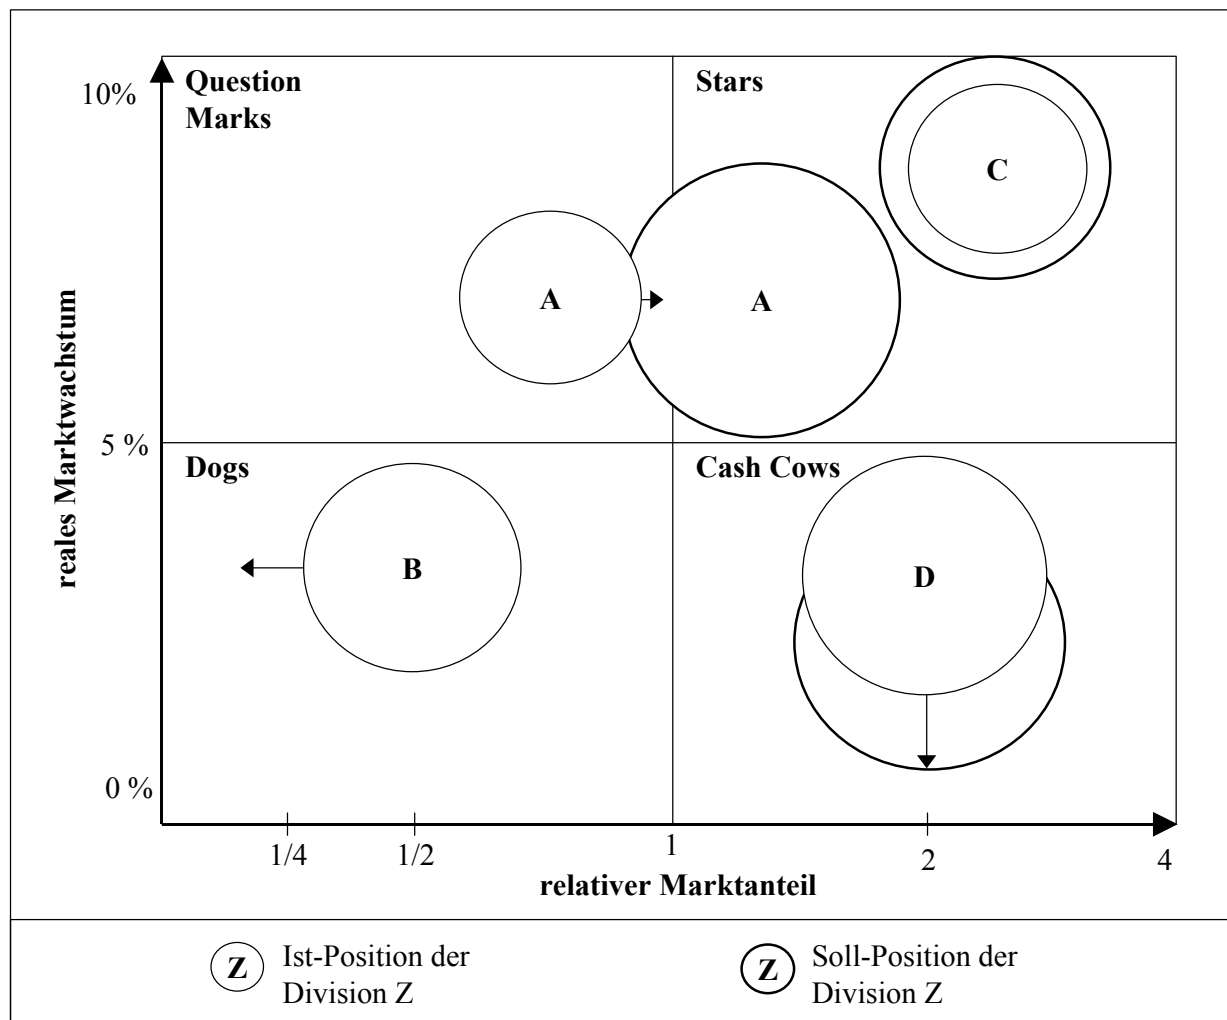 Question
Marks
Stars
10%
C
A
A
reales Marktwachstum
5 %
Dogs
Cash Cows
B
D
0 %
1/4
1/2
1
2
4
relativer Marktanteil
Z
Ist-Position der
Division Z
Z
Soll-Position der
Division Z